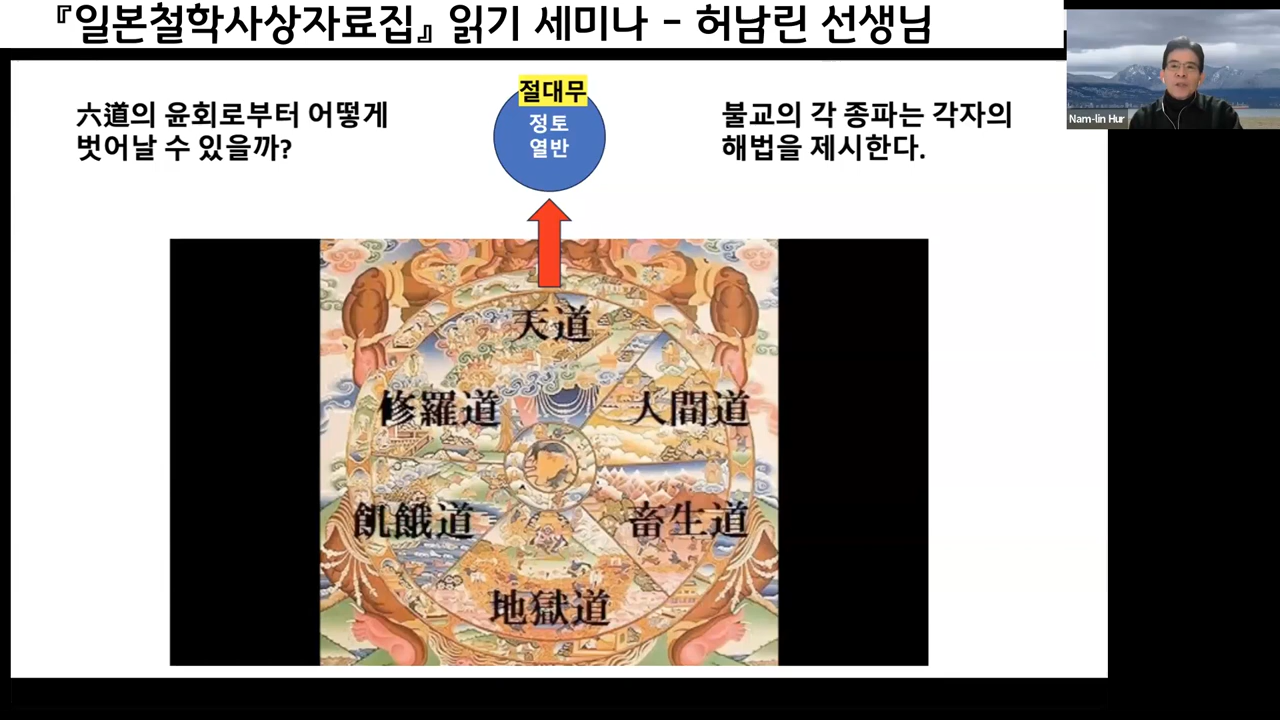 『일본철학사상자료집』 읽기 세미나 - 허남린 선생님
Nam-lin Hur
六道의 윤회로부터 어떻게
벗어날 수 있을까?
절대무
정토
열반
불교의 각 종파는 각자의
해법을 제시한다.
天道
修羅道
人間道
飢餓道
畜生道
地獄道